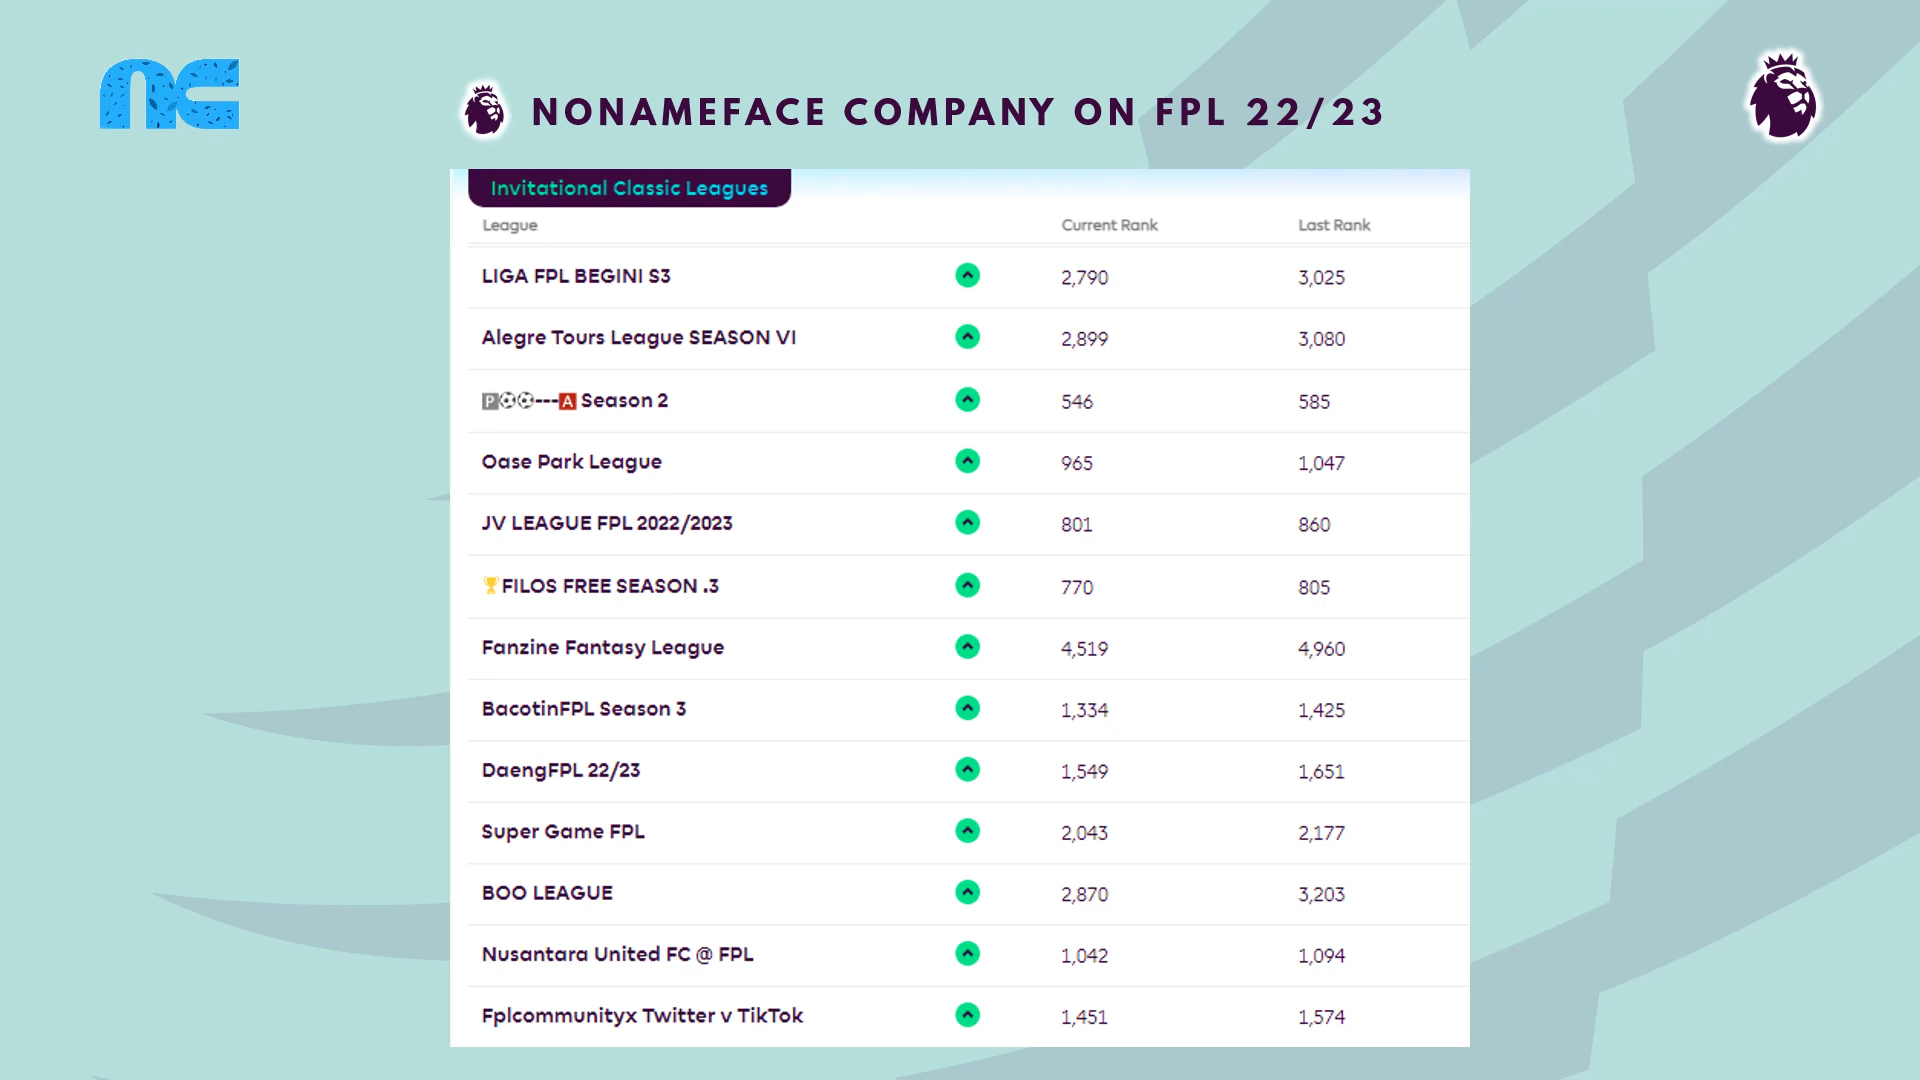 NC
NONAMEFACE COMPANY ON FPL 22/23
Invitational Classic Leagues
League Current Rank Last Rank
LIGA FPL BEGINI S3 2,790 3,025
Alegre Tours League SEASON VI 2,899 3,080
🅿⚽⚽---🅰 Season 2 546 585
Oase Park League 965 1,047
JV LEAGUE FPL 2022/2023 801 860
🏆FILOS FREE SEASON .3 770 805
Fanzine Fantasy League 4,519 4,960
BacotinFPL Season 3 1,334 1,425
DaengFPL 22/23 1,549 1,651
Super Game FPL 2,043 2,177
BOO LEAGUE 2,870 3,203
Nusantara United FC @ FPL 1,042 1,094
Fplcommunityx Twitter v TikTok 1,451 1,574